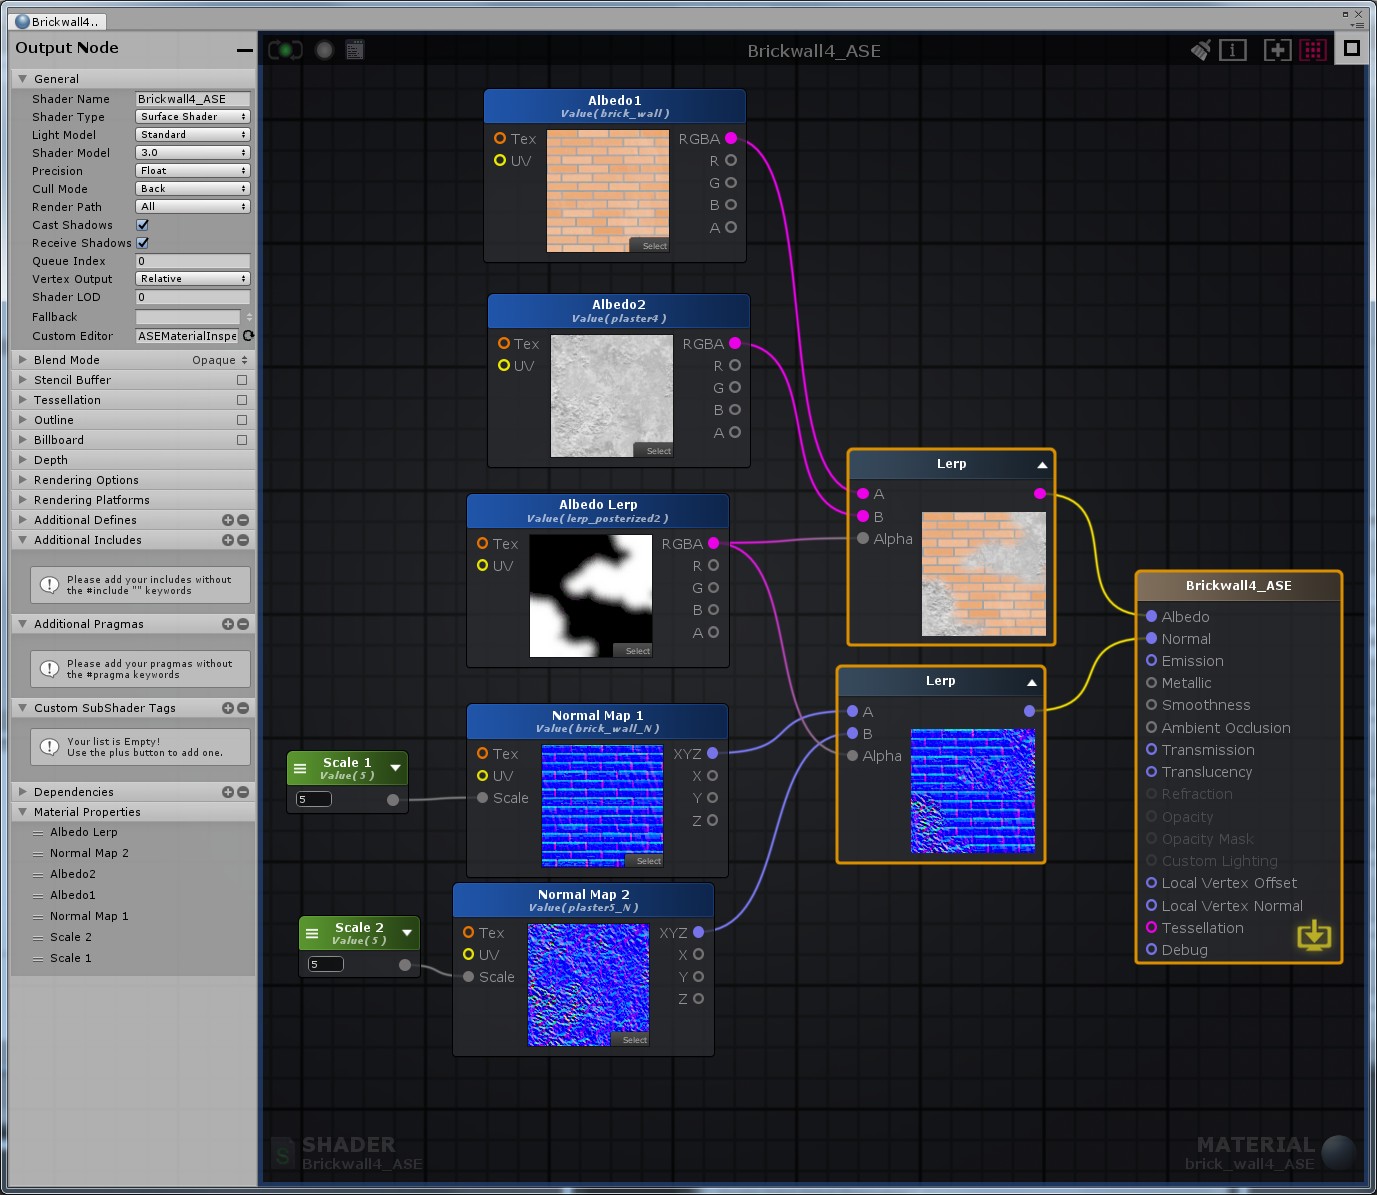 Brickwall4..
Output Node
General
Shader Name Brickwall4_ASE
Shader Type Surface Shader
Light Model Standard
Shader Model 3.0
Precision Float
Cull Mode Back
Render Path All
Cast Shadows
Receive Shadows
Queue Index 0
Vertex Output Relative
Shader LOD 0
Fallback
Custom Editor ASEMaterialInspe
Blend Mode Opaque
Stencil Buffer
Tessellation
Outline
Billboard
Depth
Rendering Options
Rendering Platforms
Additional Defines
Additional Includes
Please add your includes without
the #include "" keywords
Additional Pragmas
Please add your pragmas without
the #pragma keywords
Custom SubShader Tags
Your list is Empty!
Use the plus button to add one.
Dependencies
Material Properties
Albedo Lerp
Normal Map 2
Albedo2
Albedo1
Normal Map 1
Scale 2
Scale 1
Brickwall4_ASE
Albedo1
Value( brick_wall )
Tex RGBA
UV R
G
B
A
Select
Albedo2
Value( plaster4 )
Tex RGBA
UV R
G
B
A
Select
Albedo Lerp
Value( lerp_posterized2 )
Tex RGBA
UV R
G
B
A
Select
Scale 1
Value( 5 )
5
Normal Map 1
Value( brick_wall_N )
Tex XYZ
UV X
Scale Y
Z
Select
Scale 2
Value( 5 )
5
Normal Map 2
Value( plaster5_N )
Tex XYZ
UV X
Scale Y
Z
Select
Lerp
A
B
Alpha
Lerp
A
B
Alpha
Brickwall4_ASE
Albedo
Normal
Emission
Metallic
Smoothness
Ambient Occlusion
Transmission
Translucency
Refraction
Opacity
Opacity Mask
Custom Lighting
Local Vertex Offset
Local Vertex Normal
Tessellation
Debug
S SHADER
Brickwall4_ASE
MATERIAL
brick_wall4_ASE